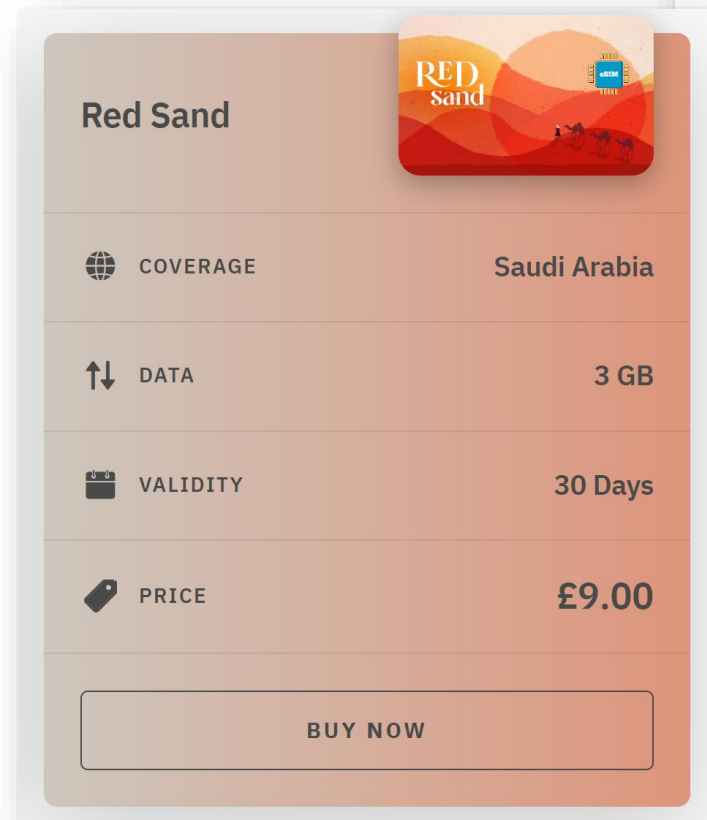 Red Sand
RED
sand
eSIM
COVERAGE Saudi Arabia
DATA 3 GB
VALIDITY 30 Days
PRICE £9.00
BUY NOW